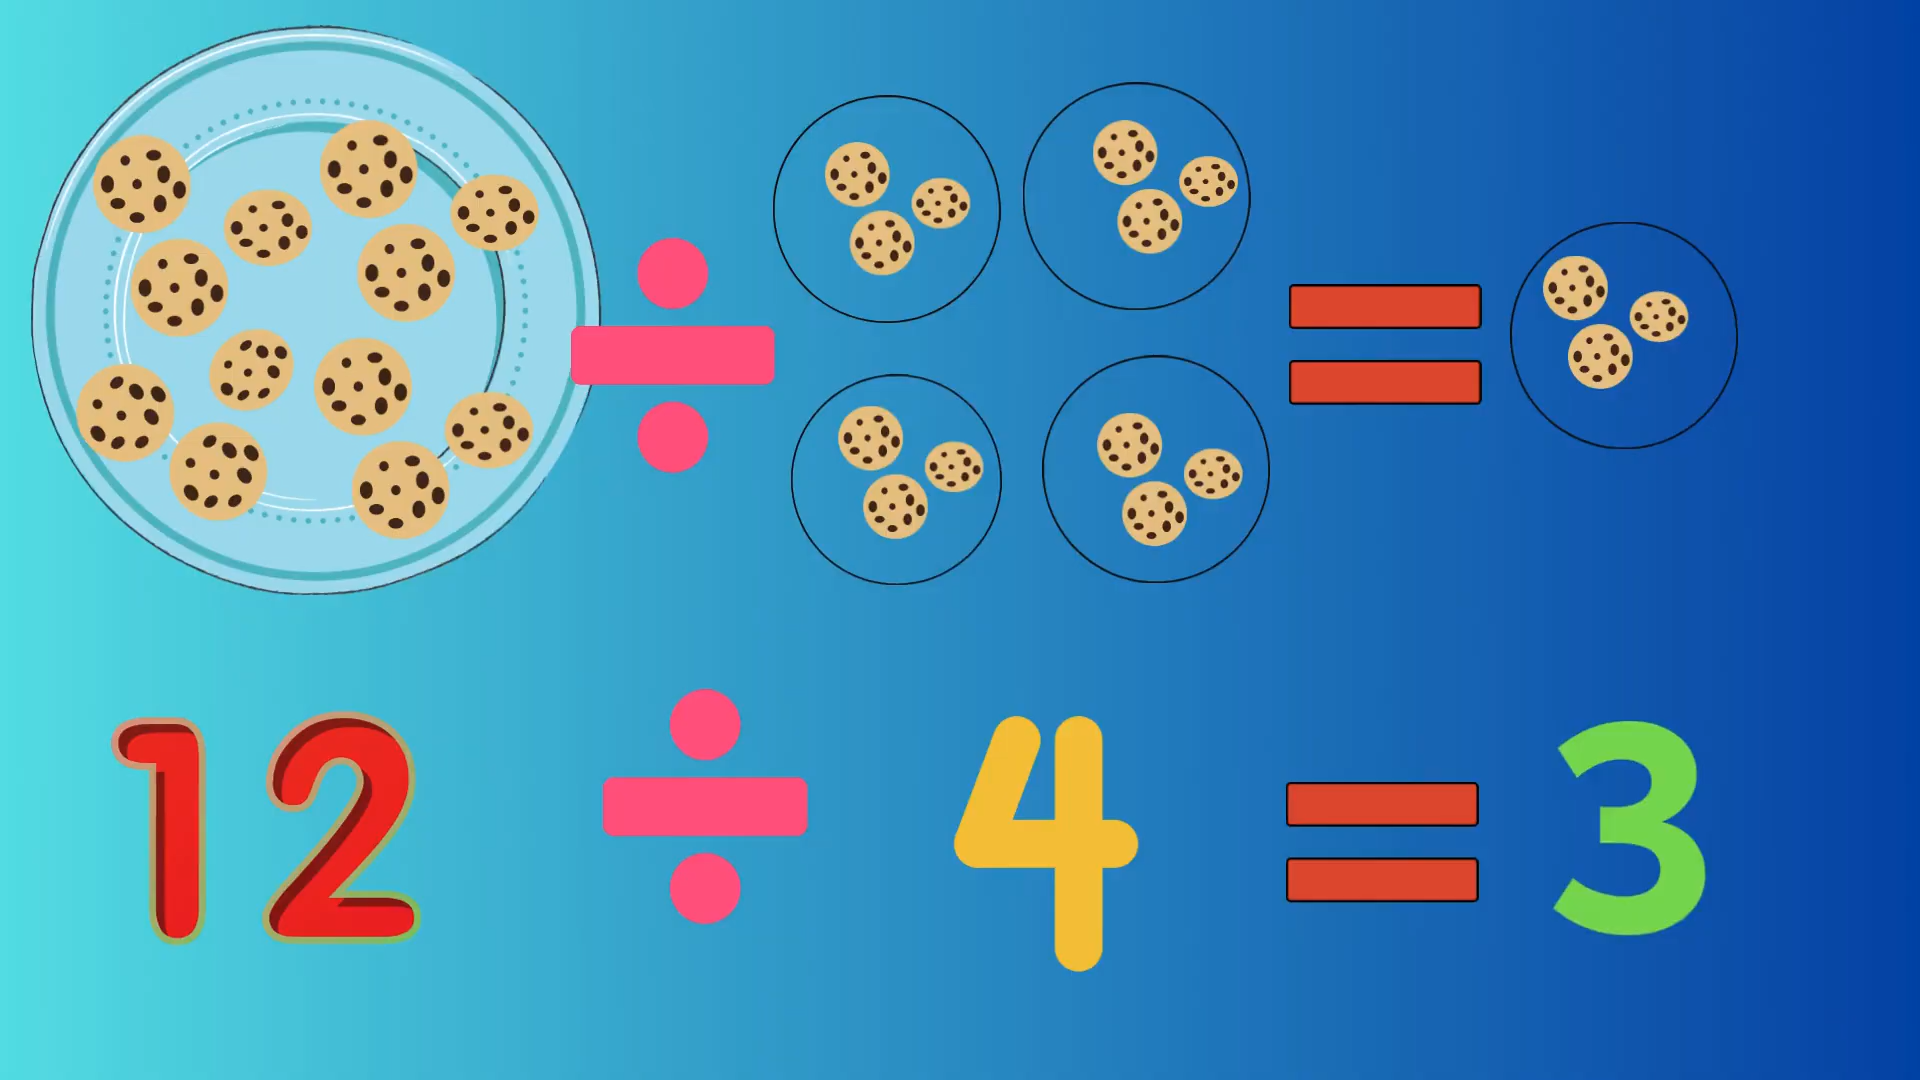 ÷ =
12 ÷ 4 = 3